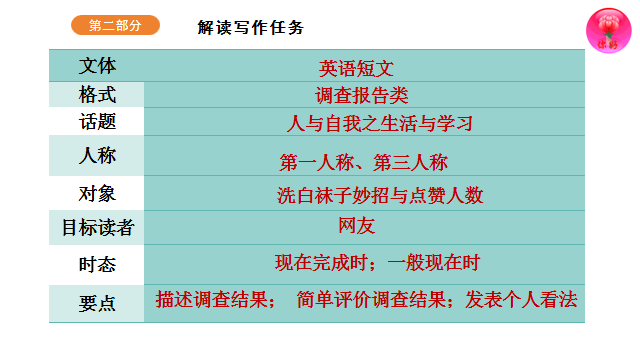 第二部分
解读写作任务
文体 英语短文
格式 调查报告类
话题 人与自我之生活与学习
人称 第一人称、第三人称
对象 洗白袜子妙招与点赞人数
目标读者 网友
时态 现在完成时；一般现在时
要点 描述调查结果； 简单评价调查结果；发表个人看法